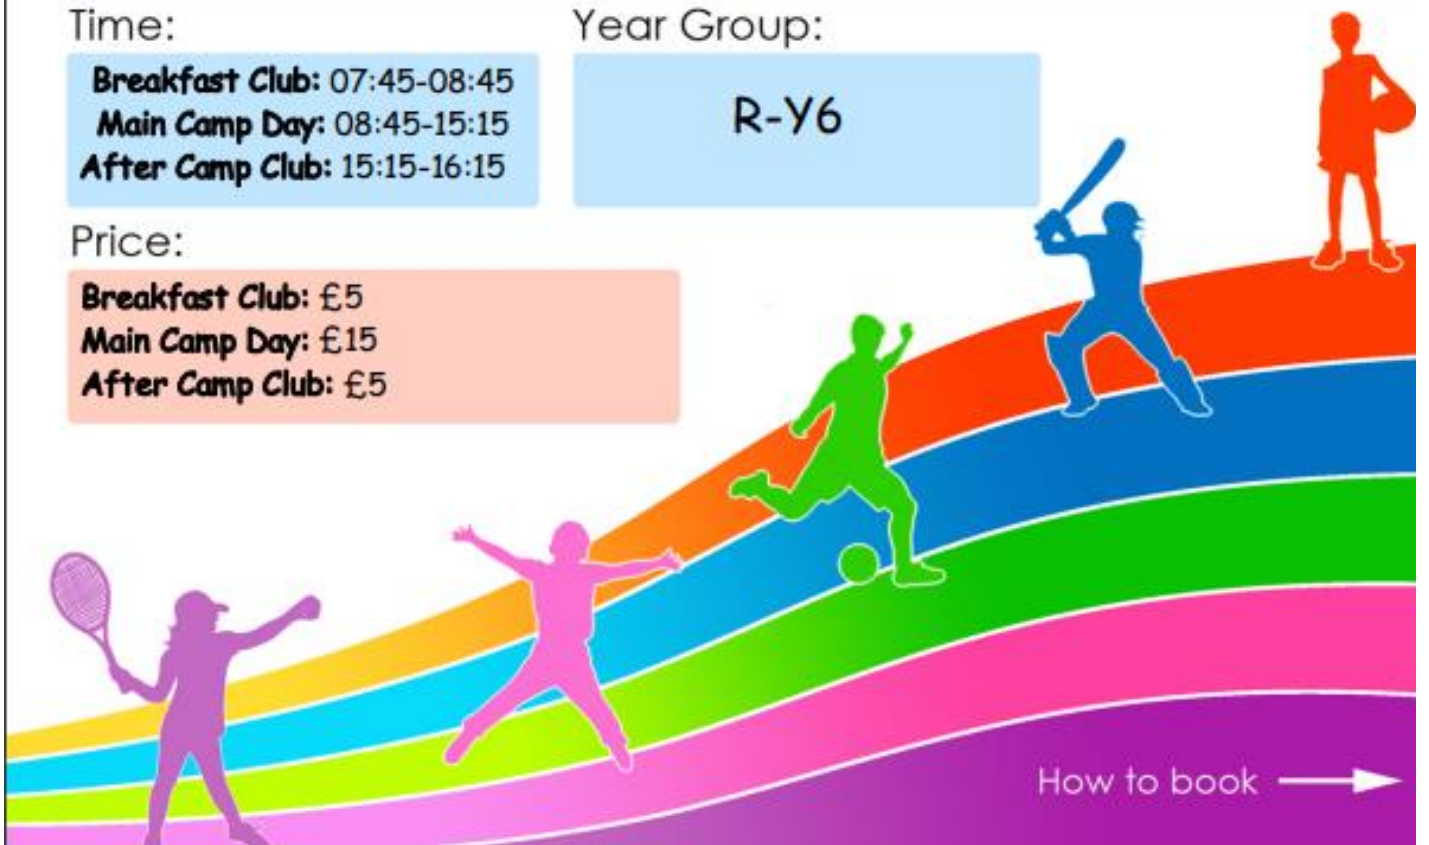 Time:
Breakfast Club: 07:45-08:45
Main Camp Day: 08:45-15:15
After Camp Club: 15:15-16:15
Year Group:
R-Y6
Price:
Breakfast Club: £5
Main Camp Day: £15
After Camp Club: £5
How to book